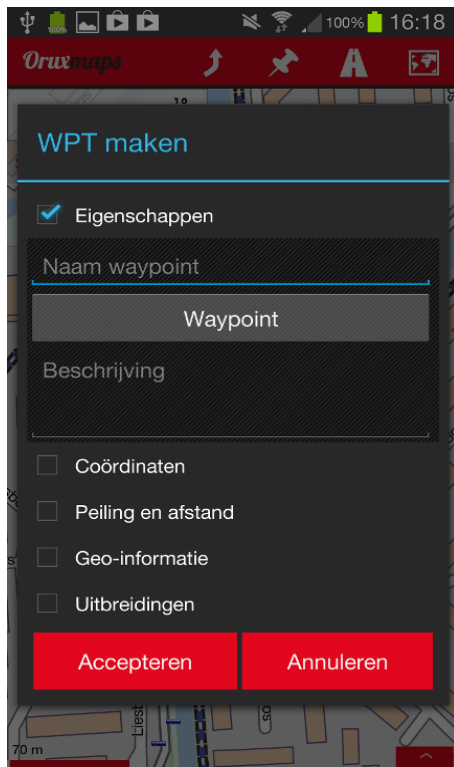 100% 16:18
Oruxmaps
WPT maken
Eigenschappen
Naam waypoint
Waypoint
Beschrijving
Coördinaten
Peiling en afstand
Geo-informatie
Uitbreidingen
Accepteren Annuleren
Liest
70 m